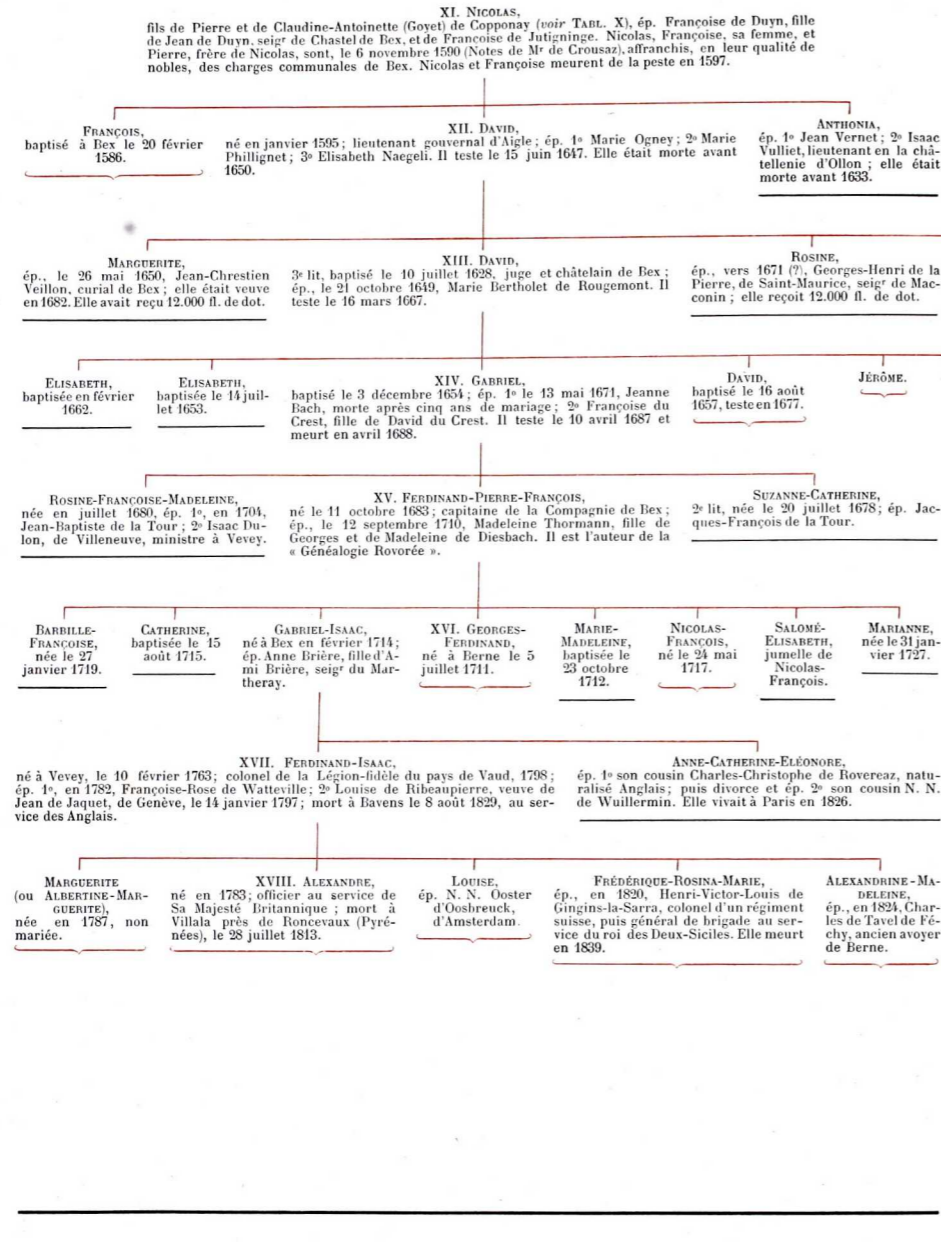 XI. NICOLAS,
fils de Pierre et de Claudine-Antoinette (Goyet) de Copponay (voir TABL. X), ép. Françoise de Duyn, fille
de Jean de Duyn, seigʳ de Chastel de Bex, et de Françoise de Jutigninge. Nicolas, Françoise, sa femme, et
Pierre, frère de Nicolas, sont, le 6 novembre 1590 (Notes de Mʳ de Crousaz), affranchis, en leur qualité de
nobles, des charges communales de Bex. Nicolas et Françoise meurent de la peste en 1597.
FRANÇOIS,
baptisé à Bex le 20 février
1586.
XII. DAVID,
né en janvier 1595; lieutenant gouvernal d'Aigle; ép. 1º Marie Ogney; 2º Marie
Phillignet; 3º Elisabeth Naegeli. Il teste le 15 juin 1647. Elle était morte avant
1650.
ANTHONIA,
ép. 1º Jean Vernet; 2º Isaac
Vulliet, lieutenant en la châ-
tellenie d'Ollon; elle était
morte avant 1633.
MARGUERITE,
ép., le 26 mai 1650, Jean-Chrestien
Veillon, curial de Bex; elle était veuve
en 1682. Elle avait reçu 12.000 fl. de dot.
XIII. DAVID,
3ᵉ lit, baptisé le 10 juillet 1628, juge et châtelain de Bex;
ép., le 21 octobre 1649, Marie Bertholet de Rougemont. Il
teste le 16 mars 1667.
ROSINE,
ép., vers 1671 (?), Georges-Henri de la
Pierre, de Saint-Maurice, seigʳ de Mac-
connin; elle reçoit 12.000 fl. de dot.
ELISABETH,
baptisée en février
1662.
ELISABETH,
baptisée le 14 juil-
let 1653.
XIV. GABRIEL,
baptisé le 3 décembre 1654; ép. 1º le 13 mai 1671, Jeanne
Bach, morte après cinq ans de mariage; 2º Françoise du
Crest, fille de David du Crest. Il teste le 10 avril 1687 et
meurt en avril 1688.
DAVID,
baptisé le 16 août
1657, teste en 1677.
JÉRÔME.
ROSINE-FRANÇOISE-MADELEINE,
née en juillet 1680, ép. 1º, en 1704,
Jean-Baptiste de la Tour; 2º Isaac Du-
lon, de Villeneuve, ministre à Vevey.
XV. FERDINAND-PIERRE-FRANÇOIS,
né le 11 octobre 1683; capitaine de la Compagnie de Bex;
ép., le 12 septembre 1710, Madeleine Thormann, fille de
Georges et de Madeleine de Diesbach. Il est l'auteur de la
« Généalogie Rovorée ».
SUZANNE-CATHERINE,
2ᵉ lit, née le 20 juillet 1678; ép. Jac-
ques-François de la Tour.
BARBILLE-
FRANÇOISE,
née le 27
janvier 1719.
CATHERINE,
baptisée le 15
août 1715.
GABRIEL-ISAAC,
né à Bex en février 1714;
ép. Anne Brière, fille d'A-
mi Brière, seigʳ du Mar-
theray.
XVI. GEORGES-
FERDINAND,
né à Berne le 5
juillet 1711.
MARIE-
MADELEINE,
baptisée le
23 octobre
1712.
NICOLAS-
FRANÇOIS,
né le 24 mai
1717.
SALOMÉ-
ELISABETH,
jumelle de
Nicolas-
François.
MARIANNE,
née le 31 jan-
vier 1727.
XVII. FERDINAND-ISAAC,
né à Vevey, le 10 février 1763; colonel de la Légion-fidèle du pays de Vaud, 1798;
ép. 1º, en 1782, Françoise-Rose de Watteville; 2º Louise de Ribeaupierre, veuve de
Jean de Jaquet, de Genève, le 14 janvier 1797; mort à Bavens le 8 août 1829, au ser-
vice des Anglais.
ANNE-CATHERINE-ELÉONORE,
ép. 1º son cousin Charles-Christophe de Rovereaz, natu-
ralisé Anglais; puis divorce et ép. 2º son cousin N. N.
de Wuillermin. Elle vivait à Paris en 1826.
MARGUERITE
(ou ALBERTINE-MAR-
GUERITE),
née en 1787, non
mariée.
XVIII. ALEXANDRE,
né en 1783; officier au service de
Sa Majesté Britannique; mort à
Villala près de Roncevaux (Pyré-
nées), le 28 juillet 1813.
LOUISE,
ép. N. N. Ooster
d'Oosbreuck,
d'Amsterdam.
FRÉDÉRIQUE-ROSINA-MARIE,
ép., en 1820, Henri-Victor-Louis de
Gingins-la-Sarra, colonel d'un régiment
suisse, puis général de brigade au ser-
vice du roi des Deux-Siciles. Elle meurt
en 1839.
ALEXANDRINE-MA-
DELEINE,
ép., en 1824, Char-
les de Tavel de Fé-
chy, ancien avoyer
de Berne.